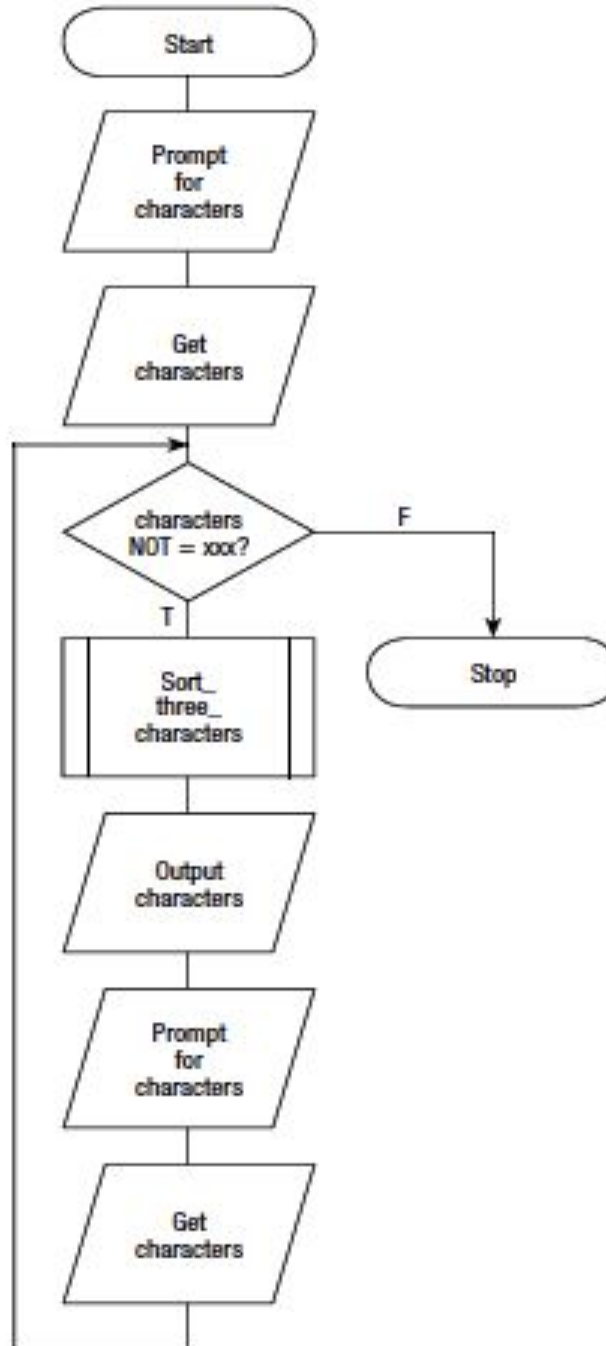 Start
Prompt
for
characters
Get
characters
characters
NOT = xxx?
F
T
Sort_
three_
characters
Stop
Output
characters
Prompt
for
characters
Get
characters